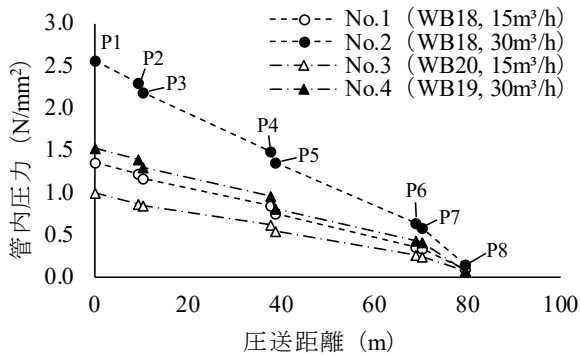 No.1 (WB18, 15m³/h)
No.2 (WB18, 30m³/h)
No.3 (WB20, 15m³/h)
No.4 (WB19, 30m³/h)
管内圧力 (N/mm²)
3.0
2.5
2.0
1.5
1.0
0.5
0.0
P1
P2
P3
P4
P5
P6
P7
P8
0
20
40
60
80
100
圧送距離 (m)